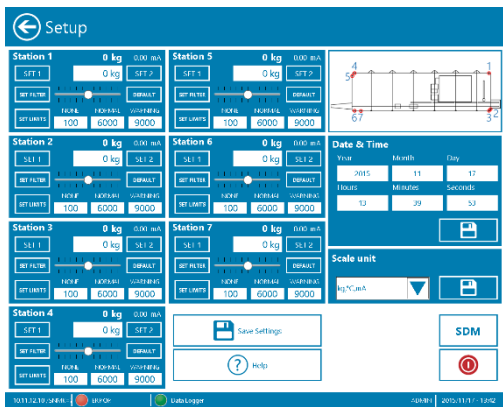 Setup
Station 1 0 kg 0.00 mA
SET 1 0 kg SET 2
SET FILTER DEFAULT
NONE NORMAL WARNING
SET LIMITS 100 6000 9000
Station 2 0 kg 0.00 mA
SET 1 0 kg SET 2
SET FILTER DEFAULT
NONE NORMAL WARNING
SET LIMITS 100 6000 9000
Station 3 0 kg 0.00 mA
SET 1 0 kg SET 2
SET FILTER DEFAULT
NONE NORMAL WARNING
SET LIMITS 100 6000 9000
Station 4 0 kg 0.00 mA
SET 1 0 kg SET 2
SET FILTER DEFAULT
NONE NORMAL WARNING
SET LIMITS 100 6000 9000
Station 5 0 kg 0.00 mA
SET 1 0 kg SET 2
SET FILTER DEFAULT
NONE NORMAL WARNING
SET LIMITS 100 6000 9000
Station 6 0 kg 0.00 mA
SET 1 0 kg SET 2
SET FILTER DEFAULT
NONE NORMAL WARNING
SET LIMITS 100 6000 9000
Station 7 0 kg 0.00 mA
SET 1 0 kg SET 2
SET FILTER DEFAULT
NONE NORMAL WARNING
SET LIMITS 100 6000 9000
Save Settings
? Help
4 1
5
67 3 2
Date & Time
Year Month Day
2015 11 17
Hours Minutes Seconds
13 39 53
Scale unit
kg,°C,mA
SDM
ERROR Data Logger ADMIN 2015/11/17 - 13:42